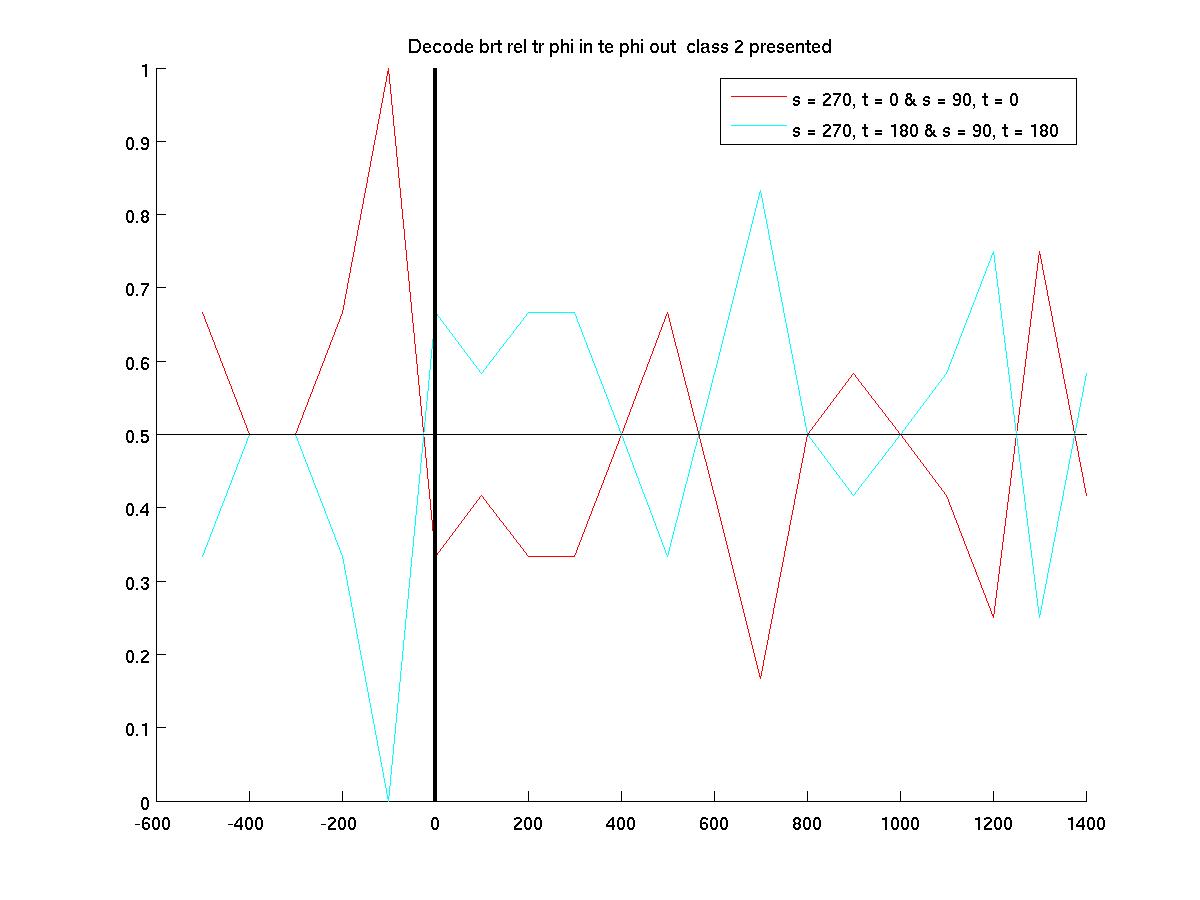 Decode brt rel tr phi in te phi out  class 2 presented
s = 270, t = 0 & s = 90, t = 0
s = 270, t = 180 & s = 90, t = 180
1
0.9
0.8
0.7
0.6
0.5
0.4
0.3
0.2
0.1
0
-600 -400 -200 0 200 400 600 800 1000 1200 1400